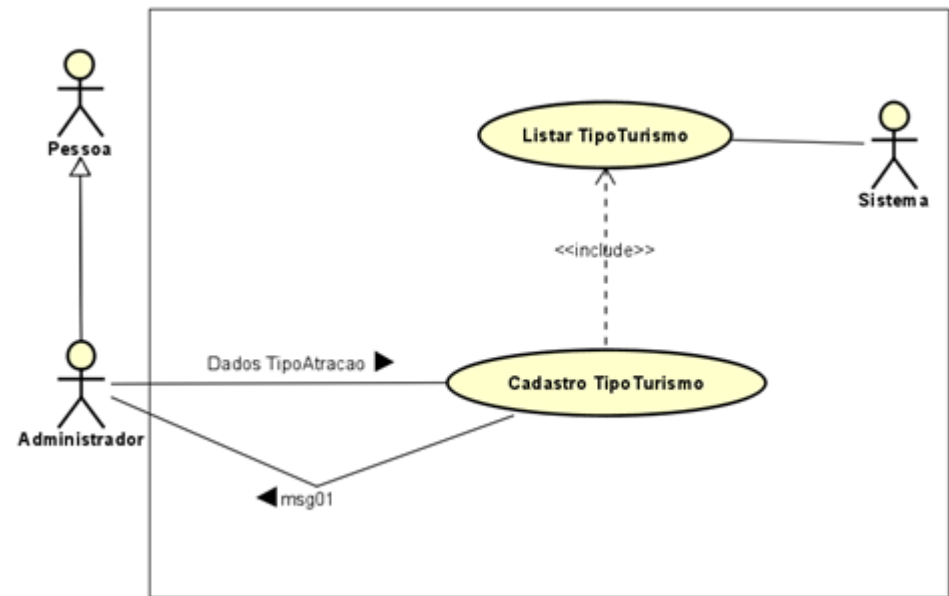 Pessoa
Listar TipoTurismo
Sistema
<<include>>
Dados TipoAtracao
Cadastro TipoTurismo
Administrador
msg01